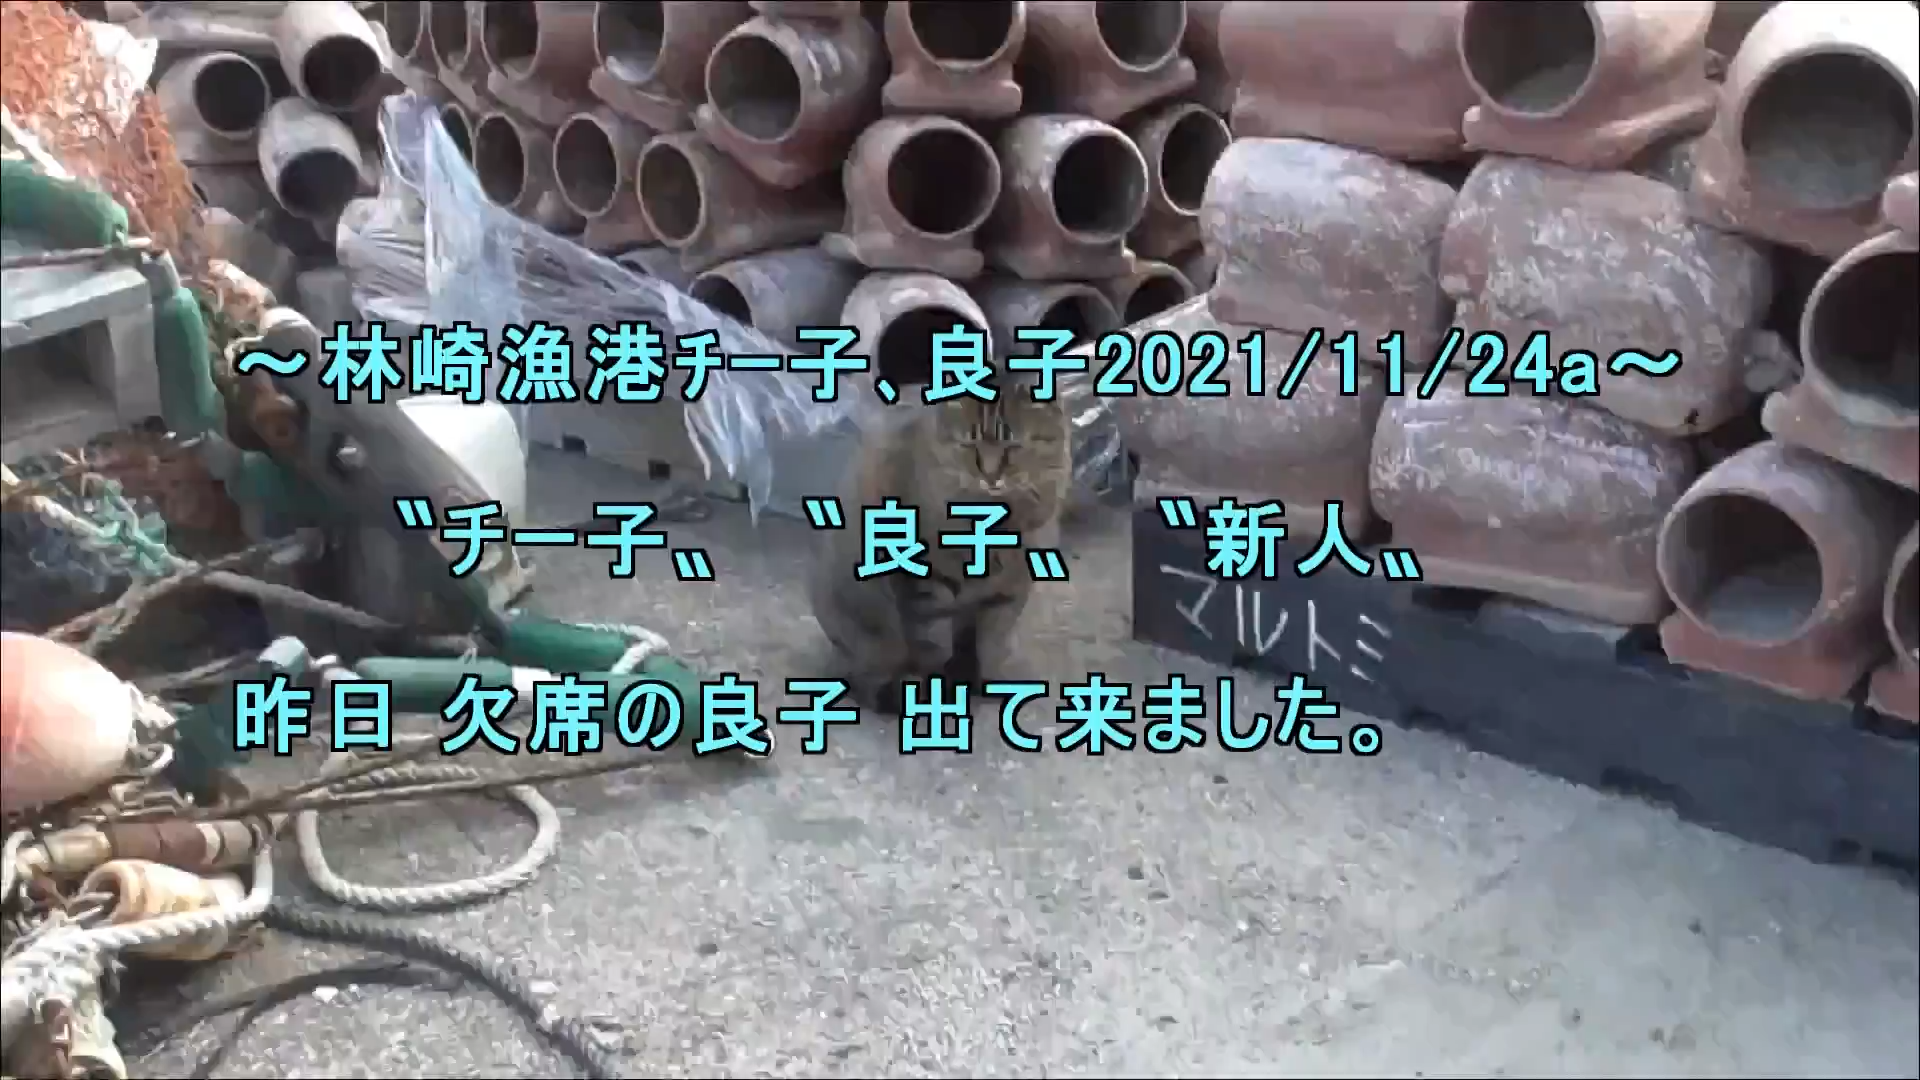 ～林崎漁港ﾁｰ子､良子2021/11/24a～
〝チー子〟 〝良子〟 〝新人〟
マルトミ
昨日 欠席の良子 出て来ました。